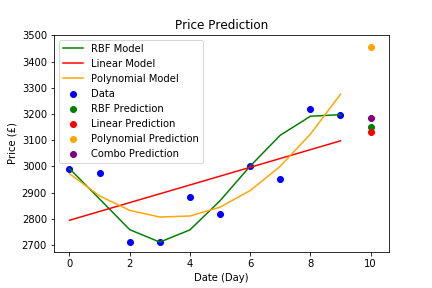 Price Prediction
3500
3400
3300
3200
3100
3000
2900
2800
2700
Price (£)
RBF Model
Linear Model
Polynomial Model
Data
RBF Prediction
Linear Prediction
Polynomial Prediction
Combo Prediction
0 2 4 6 8 10
Date (Day)